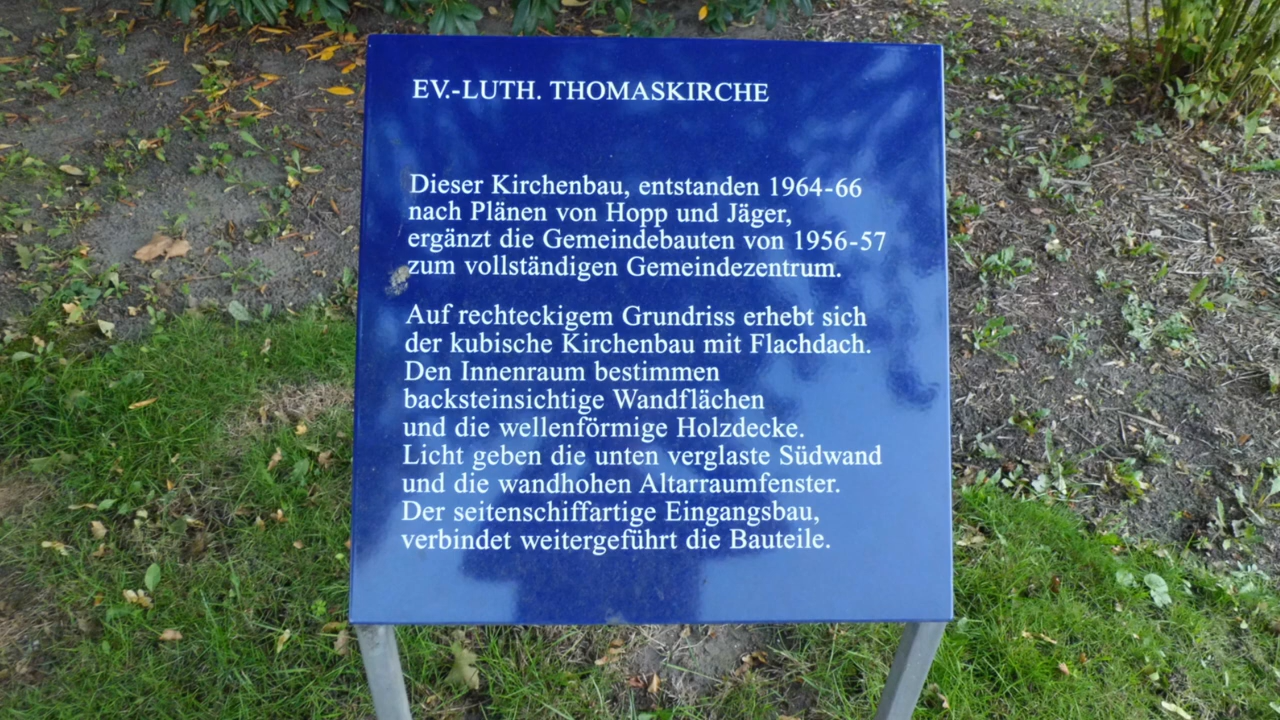 EV.-LUTH. THOMASKIRCHE
Dieser Kirchenbau, entstanden 1964-66
nach Plänen von Hopp und Jäger,
ergänzt die Gemeindebauten von 1956-57
zum vollständigen Gemeindezentrum.
Auf rechteckigem Grundriss erhebt sich
der kubische Kirchenbau mit Flachdach.
Den Innenraum bestimmen
backsteinsichtige Wandflächen
und die wellenförmige Holzdecke.
Licht geben die unten verglaste Südwand
und die wandhohen Altarraumfenster.
Der seitenschiffartige Eingangsbau,
verbindet weitergeführt die Bauteile.